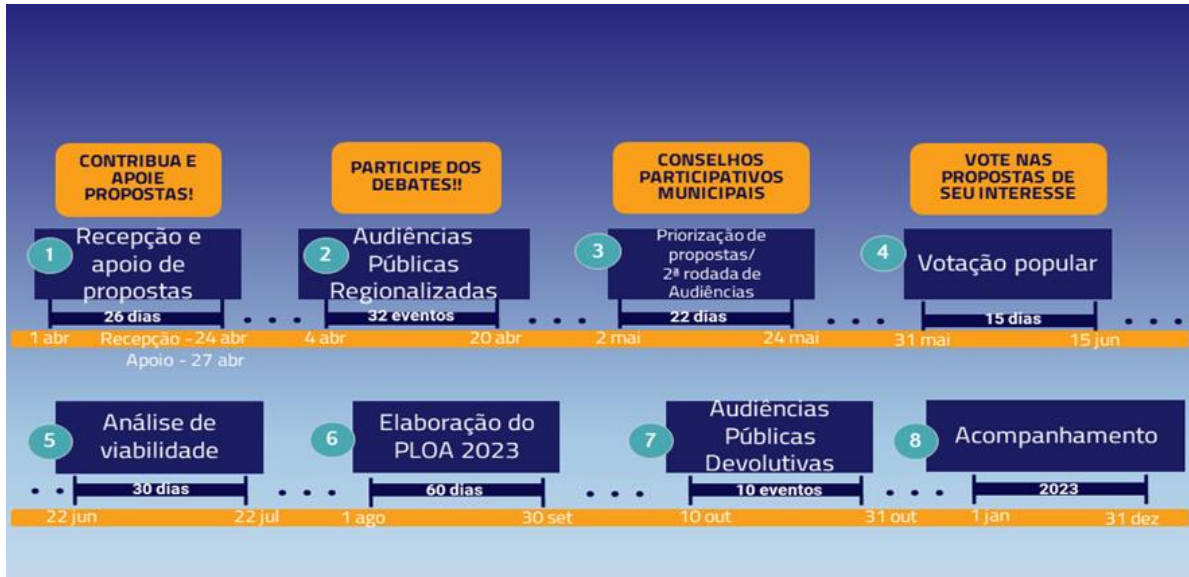 CONTRIBUA E
APOIE
PROPOSTAS!
PARTICIPE DOS
DEBATES!!
CONSELHOS
PARTICIPATIVOS
MUNICIPAIS
VOTE NAS
PROPOSTAS DE
SEU INTERESSE
1
Recepção e
apoio de
propostas
2
Audiências
Públicas
Regionalizadas
3
Priorização de
propostas/
2ª rodada de
Audiências
4
Votação popular
26 dias
32 eventos
22 dias
15 dias
1 abr
Recepção - 24 abr
Apoio - 27 abr
4 abr
20 abr
2 mai
24 mai
31 mai
15 jun
5
Análise de
viabilidade
6
Elaboração do
PLOA 2023
7
Audiências
Públicas
Devolutivas
8
Acompanhamento
30 dias
60 dias
10 eventos
2023
22 jun
22 jul
1 ago
30 set
10 out
31 out
1 jan
31 dez